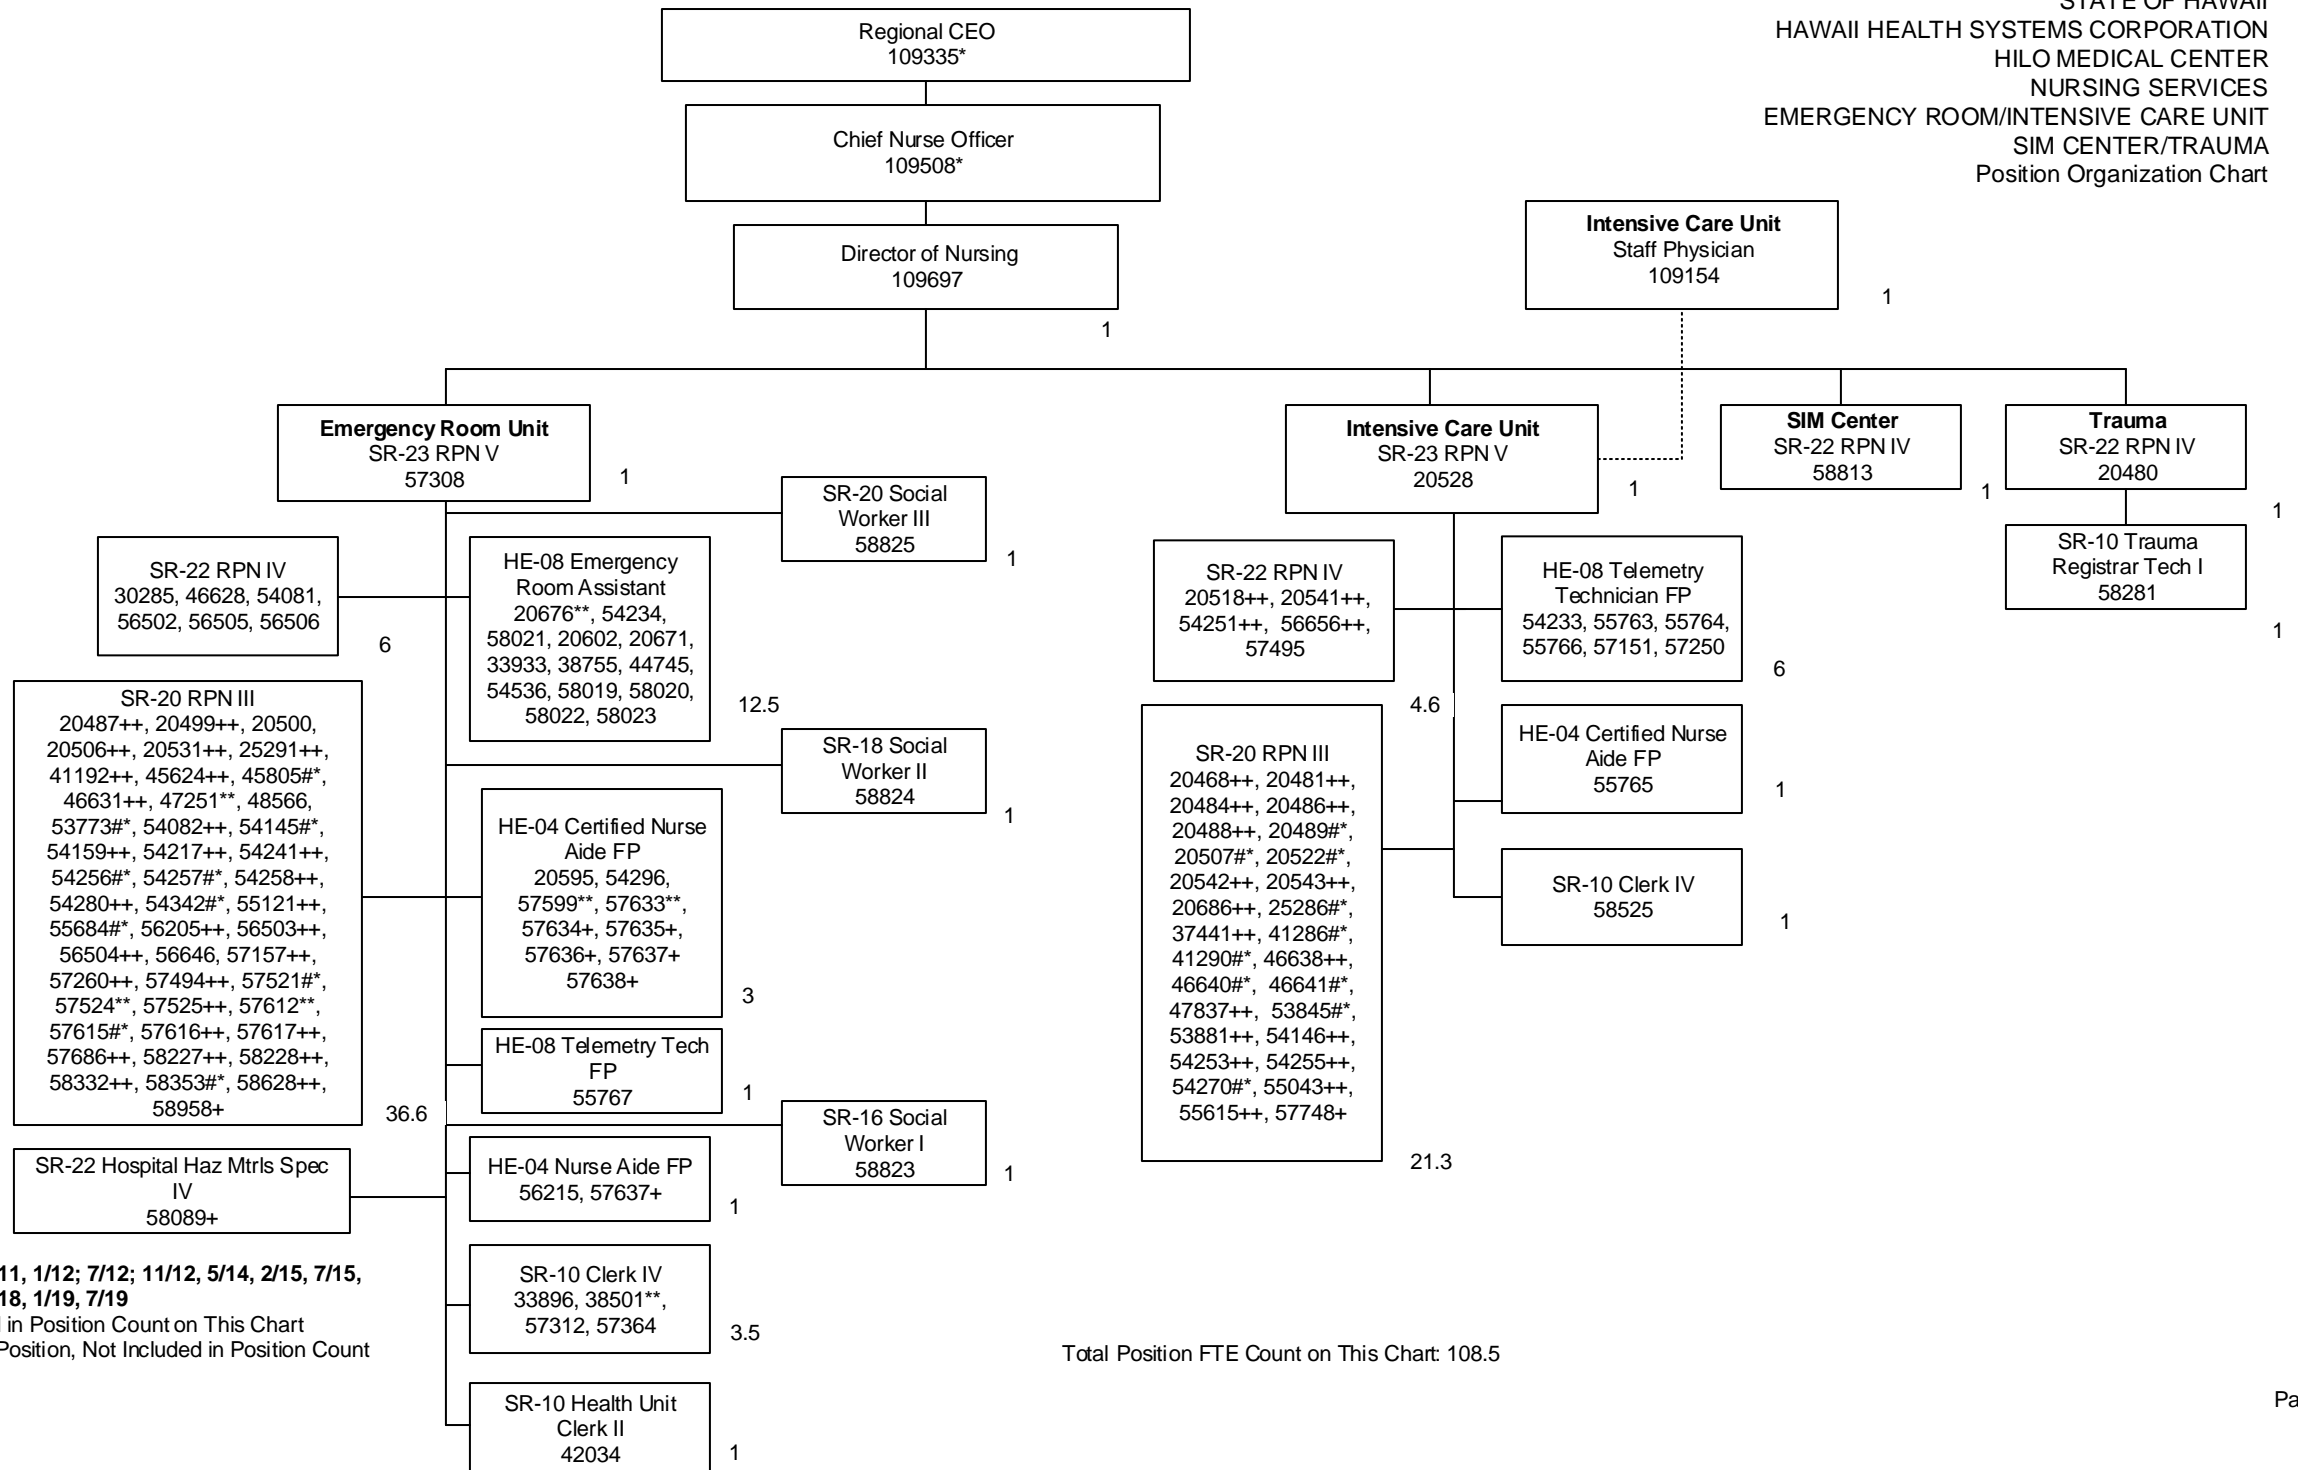 STATE OF HAWAII
HAWAII HEALTH SYSTEMS CORPORATION
HILO MEDICAL CENTER
NURSING SERVICES
EMERGENCY ROOM/INTENSIVE CARE UNIT
SIM CENTER/TRAUMA
Position Organization Chart
Regional CEO
109335*
Chief Nurse Officer
109508*
Director of Nursing
109697
1
Intensive Care Unit
Staff Physician
109154
1
Emergency Room Unit
SR-23 RPN V
57308
1
SR-20 Social
Worker III
58825
1
SR-22 RPN IV
30285, 46628, 54081,
56502, 56505, 56506
6
HE-08 Emergency
Room Assistant
20676**, 54234,
58021, 20602, 20671,
33933, 38755, 44745,
54536, 58019, 58020,
58022, 58023
12.5
SR-20 RPN III
20487++, 20499++, 20500,
20506++, 20531++, 25291++,
41192++, 45624++, 45805#*,
46631++, 47251**, 48566,
53773#*, 54082++, 54145#*,
54159++, 54217++, 54241++,
54256#*, 54257#*, 54258++,
54280++, 54342#*, 55121++,
55684#*, 56205++, 56503++,
56504++, 56646, 57157++,
57260++, 57494++, 57521#*,
57524**, 57525++, 57612**,
57615#*, 57616++, 57617++,
57686++, 58227++, 58228++,
58332++, 58353#*, 58628++,
58958+
36.6
SR-18 Social
Worker II
58824
1
HE-04 Certified Nurse
Aide FP
20595, 54296,
57599**, 57633**,
57634+, 57635+,
57636+, 57637+
57638+
3
HE-08 Telemetry Tech
FP
55767
1
SR-16 Social
Worker I
58823
1
SR-22 Hospital Haz Mtrls Spec
IV
58089+
HE-04 Nurse Aide FP
56215, 57637+
1
SR-10 Clerk IV
33896, 38501**,
57312, 57364
3.5
SR-10 Health Unit
Clerk II
42034
1
Intensive Care Unit
SR-23 RPN V
20528
1
SR-22 RPN IV
20518++, 20541++,
54251++, 56656++,
57495
4.6
HE-08 Telemetry
Technician FP
54233, 55763, 55764,
55766, 57151, 57250
6
SR-20 RPN III
20468++, 20481++,
20484++, 20486++,
20488++, 20489#*,
20507#*, 20522#*,
20542++, 20543++,
20686++, 25286#*,
37441++, 41286#*,
41290#*, 46638++,
46640#*, 46641#*,
47837++, 53845#*,
53881++, 54146++,
54253++, 54255++,
54270#*, 55043++,
55615++, 57748+
21.3
HE-04 Certified Nurse
Aide FP
55765
1
SR-10 Clerk IV
58525
1
SIM Center
SR-22 RPN IV
58813
1
Trauma
SR-22 RPN IV
20480
1
SR-10 Trauma
Registrar Tech I
58281
1
11, 1/12; 7/12; 11/12, 5/14, 2/15, 7/15,
18, 1/19, 7/19
in Position Count on This Chart
Position, Not Included in Position Count
Total Position FTE Count on This Chart: 108.5